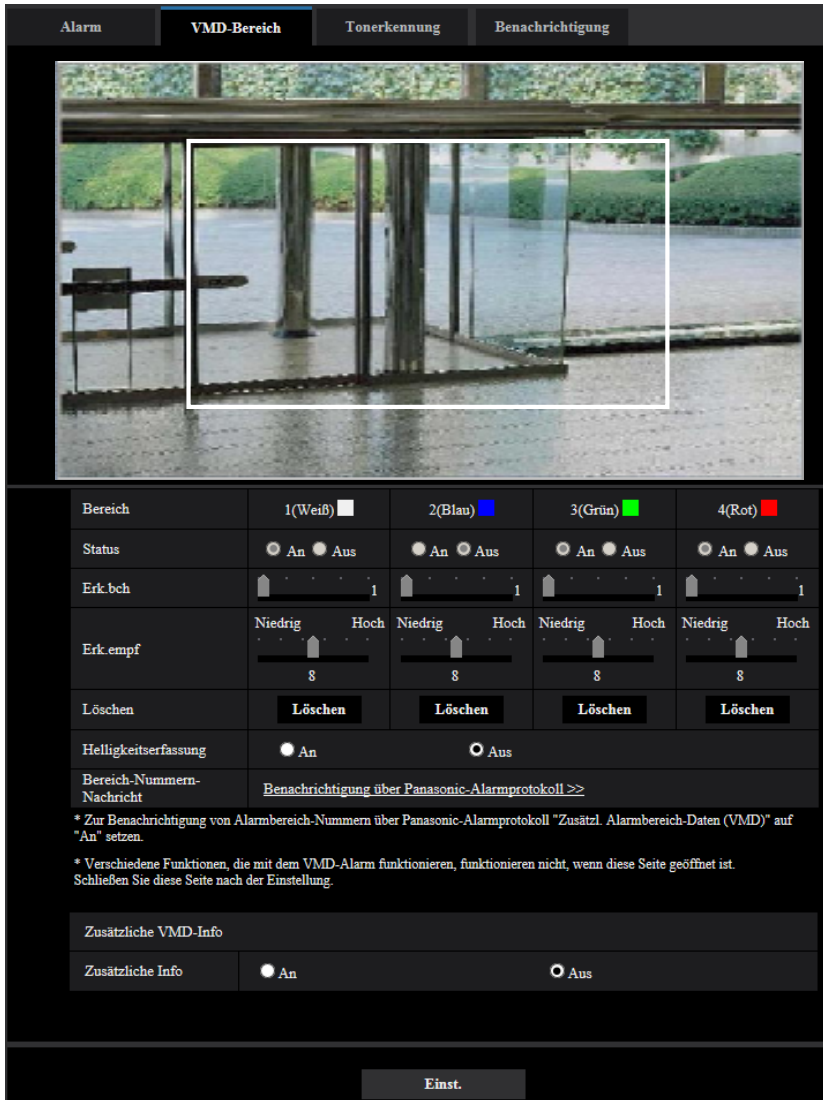 Alarm VMD-Bereich Tonerkennung Benachrichtigung
Bereich 1(Weiß) 2(Blau) 3(Grün) 4(Rot)
Status An Aus An Aus An Aus An Aus
Erk.bch 1 1 1 1
Niedrig Hoch Niedrig Hoch Niedrig Hoch Niedrig Hoch
Erk.empf
8 8 8 8
Löschen Löschen Löschen Löschen Löschen
Helligkeitserfassung An Aus
Bereich-Nummern-
Nachricht Benachrichtigung über Panasonic-Alarmprotokoll >>
* Zur Benachrichtigung von Alarmbereich-Nummern über Panasonic-Alarmprotokoll "Zusätzl. Alarmbereich-Daten (VMD)" auf
"An" setzen.
* Verschiedene Funktionen, die mit dem VMD-Alarm funktionieren, funktionieren nicht, wenn diese Seite geöffnet ist.
Schließen Sie diese Seite nach der Einstellung.
Zusätzliche VMD-Info
Zusätzliche Info An Aus
Einst.